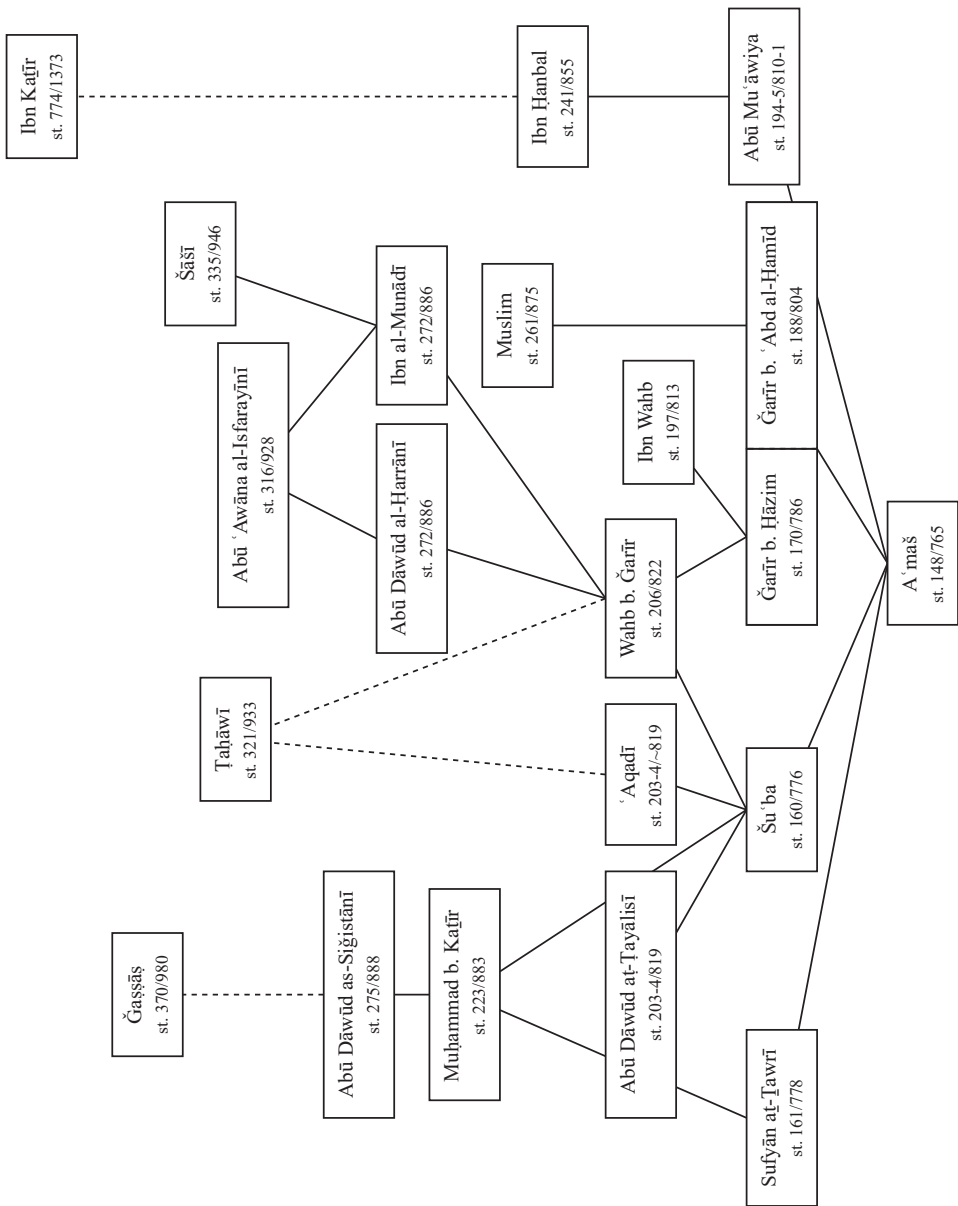 Ibn Kaṯīr
st. 774/1373
Ğaṣṣāṣ
st. 370/980
Šāšī
st. 335/946
Ṭaḥāwī
st. 321/933
Abū ʿAwāna al-Isfarayīnī
st. 316/928
Abū Dāwūd as-Siğistānī
st. 275/888
Abū Dāwūd al-Ḥarrānī
st. 272/886
Ibn al-Munādī
st. 272/886
Muḥammad b. Kaṯīr
st. 223/883
Muslim
st. 261/875
Ibn Ḥanbal
st. 241/855
Abū Dāwūd aṭ-Ṭayālisī
st. 203-4/819
ʿAqadī
st. 203-4/~819
Wahb b. Ğarīr
st. 206/822
Ibn Wahb
st. 197/813
Abū Muʿāwiya
st. 194-5/810-1
Sufyān aṯ-Ṯawrī
st. 161/778
Šuʿba
st. 160/776
Ğarīr b. Ḥāzim
st. 170/786
Ğarīr b. ʿAbd al-Ḥamīd
st. 188/804
Aʿmaš
st. 148/765